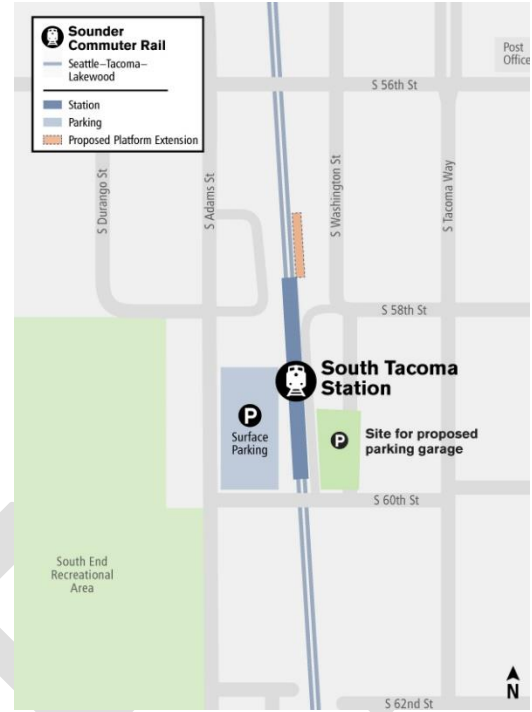 Sounder
Commuter Rail
Seattle–Tacoma–
Lakewood
Station
Parking
Proposed Platform Extension
Post
Office
S 56th St
S Durango St
S Adams St
S Washington St
S Tacoma Way
S 58th St
South Tacoma
Station
P
Surface
Parking
P
Site for proposed
parking garage
S 60th St
South End
Recreational
Area
N
S 62nd St